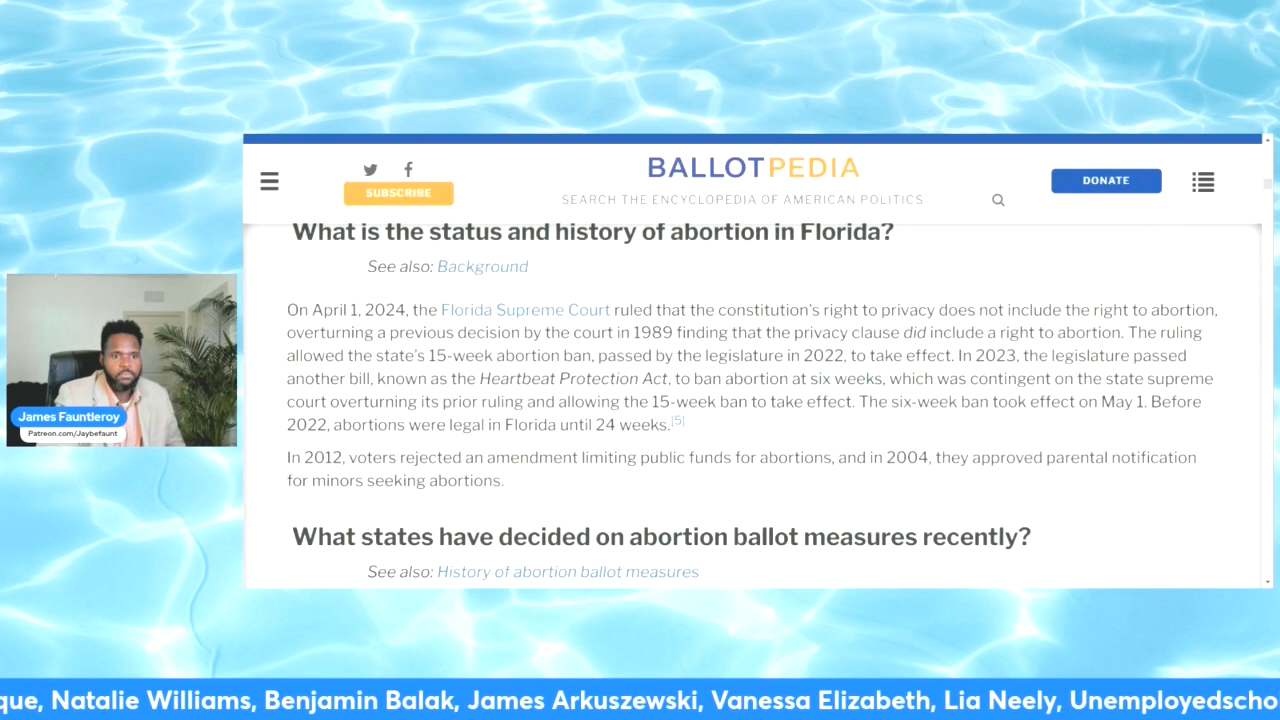 BALLOTPEDIA
SUBSCRIBE
SEARCH THE ENCYCLOPEDIA OF AMERICAN POLITICS
DONATE
What is the status and history of abortion in Florida?
See also: Background
On April 1, 2024, the Florida Supreme Court ruled that the constitution's right to privacy does not include the right to abortion,
overturning a previous decision by the court in 1989 finding that the privacy clause did include a right to abortion. The ruling
allowed the state's 15-week abortion ban, passed by the legislature in 2022, to take effect. In 2023, the legislature passed
another bill, known as the Heartbeat Protection Act, to ban abortion at six weeks, which was contingent on the state supreme
court overturning its prior ruling and allowing the 15-week ban to take effect. The six-week ban took effect on May 1. Before
2022, abortions were legal in Florida until 24 weeks.[5]
In 2012, voters rejected an amendment limiting public funds for abortions, and in 2004, they approved parental notification
for minors seeking abortions.
What states have decided on abortion ballot measures recently?
See also: History of abortion ballot measures
James Fauntleroy
Patreon.com/Jaybefaunt
que, Natalie Williams, Benjamin Balak, James Arkuszewski, Vanessa Elizabeth, Lia Neely, Unemployedscho